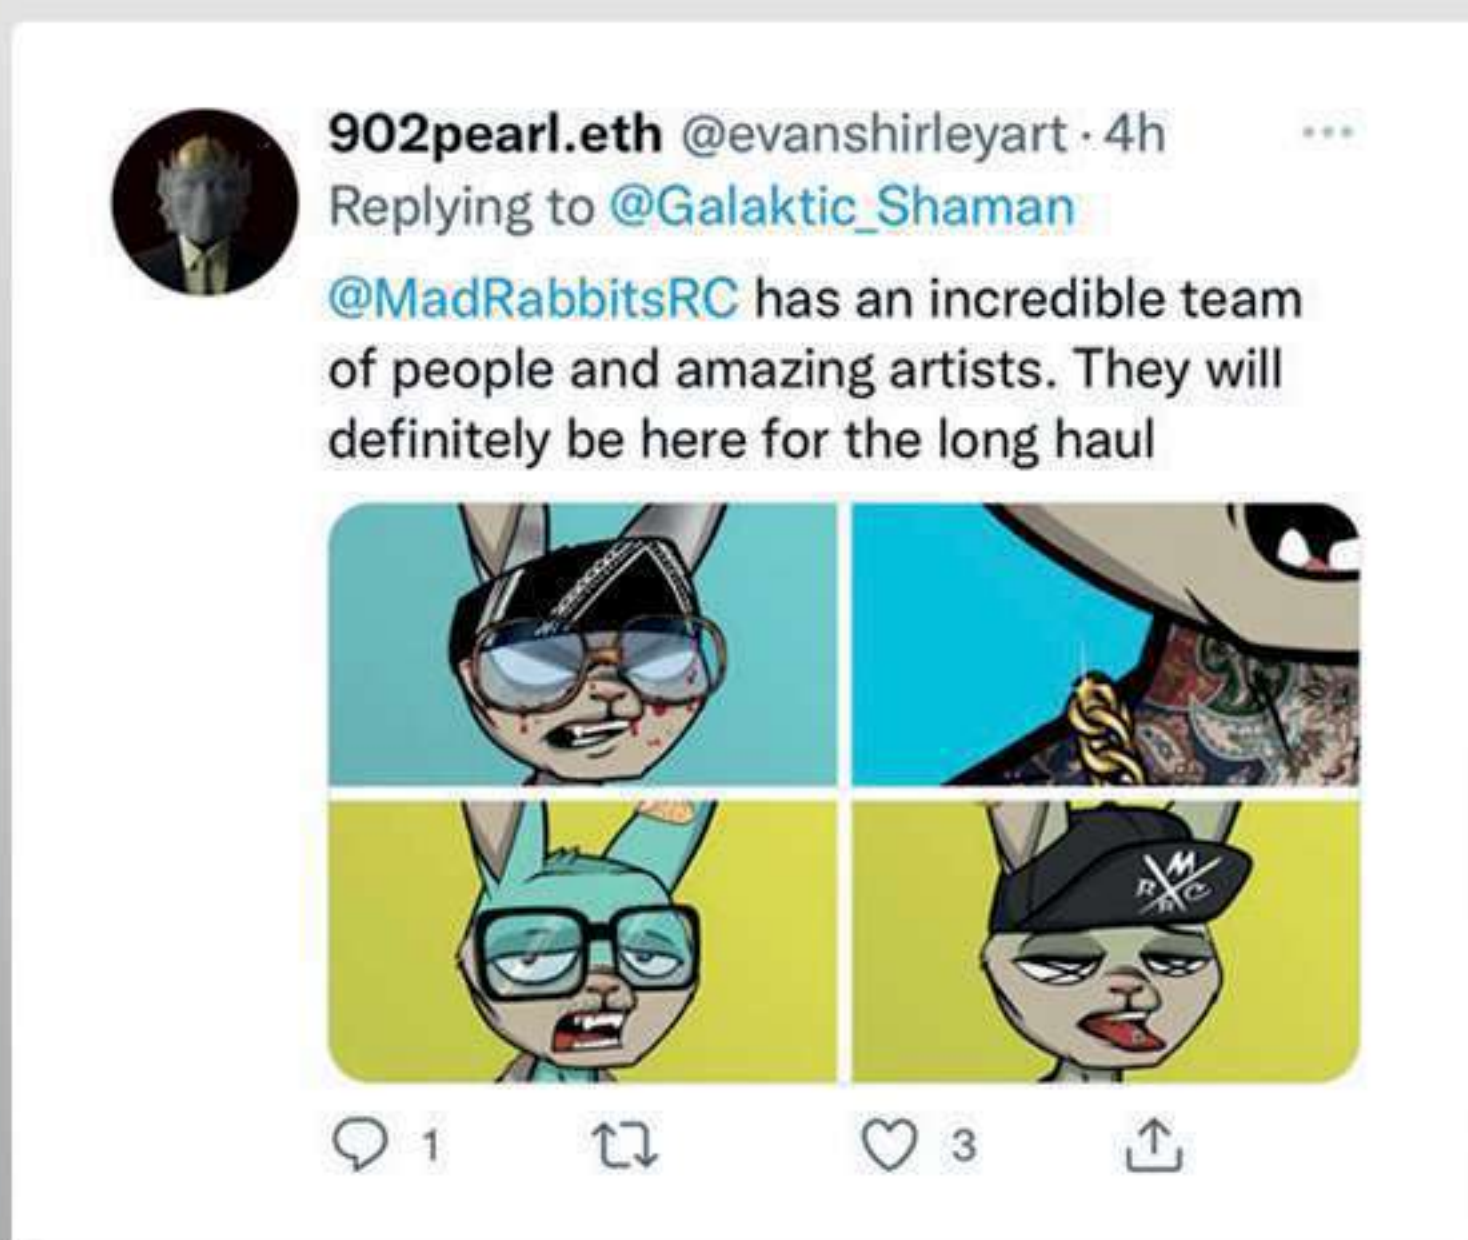 902pearl.eth @evanshirleyart · 4h
Replying to @Galaktic_Shaman
@MadRabbitsRC has an incredible team
of people and amazing artists. They will
definitely be here for the long haul
M
R C
R
1 3